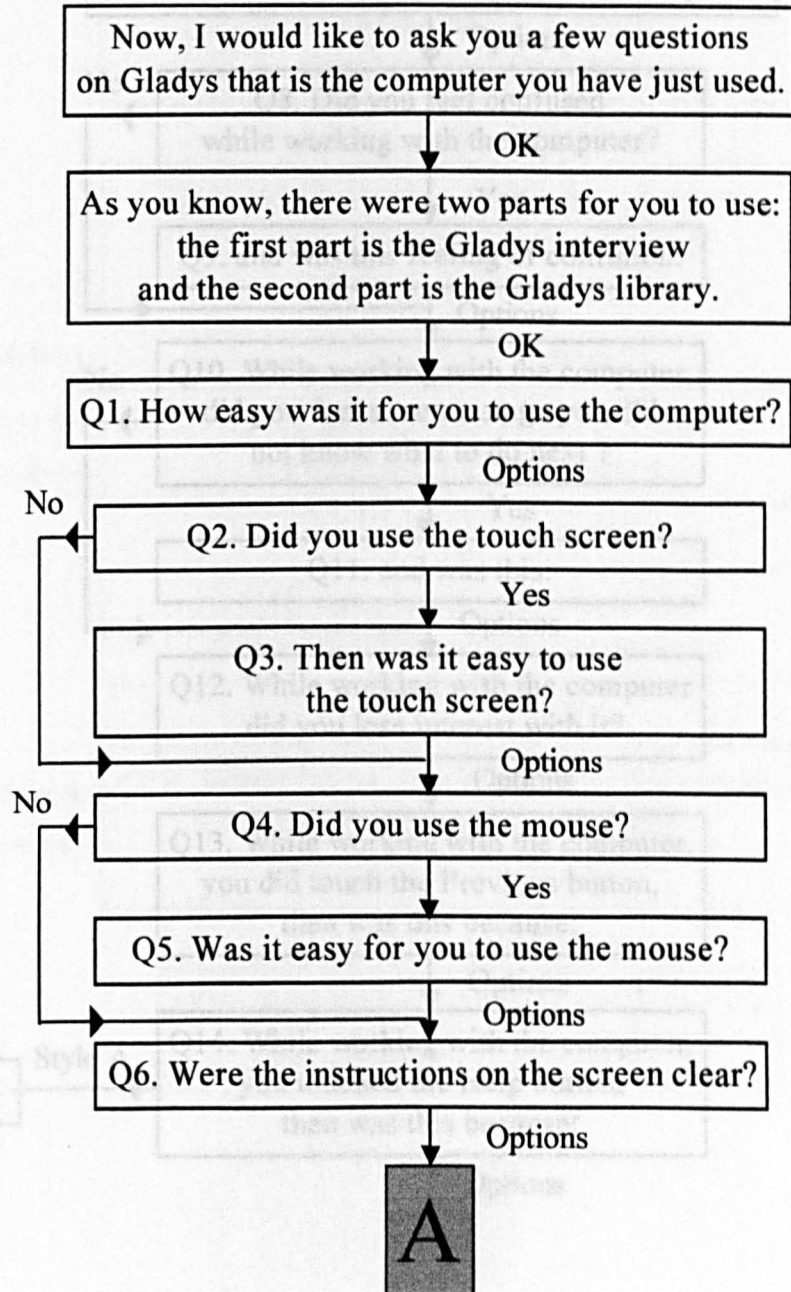 Now, I would like to ask you a few questions
on Gladys that is the computer you have just used.
OK
As you know, there were two parts for you to use:
the first part is the Gladys interview
and the second part is the Gladys library.
OK
Q1. How easy was it for you to use the computer?
Options
No
Q2. Did you use the touch screen?
Yes
Q3. Then was it easy to use
the touch screen?
Options
No
Q4. Did you use the mouse?
Yes
Q5. Was it easy for you to use the mouse?
Options
Q6. Were the instructions on the screen clear?
Options
A